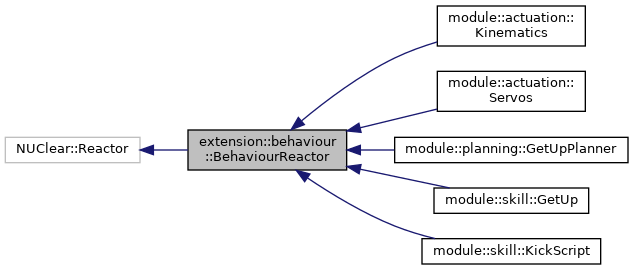 module::actuation::
Kinematics
module::actuation::
Servos
extension::behaviour
::BehaviourReactor
NUClear::Reactor
module::planning::GetUpPlanner
module::skill::GetUp
module::skill::KickScript